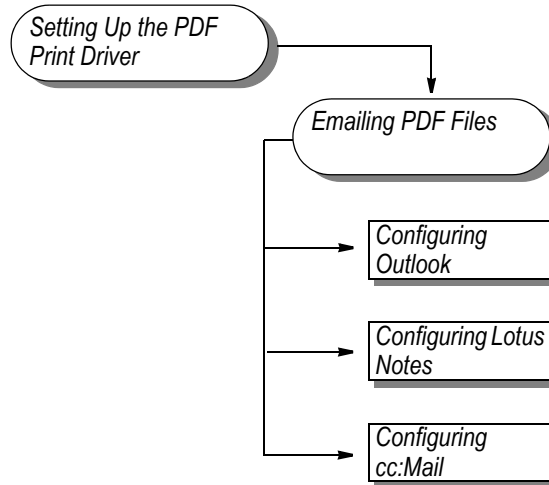 Setting Up the PDF
Print Driver
Emailing PDF Files
Configuring
Outlook
Configuring Lotus
Notes
Configuring
cc:Mail